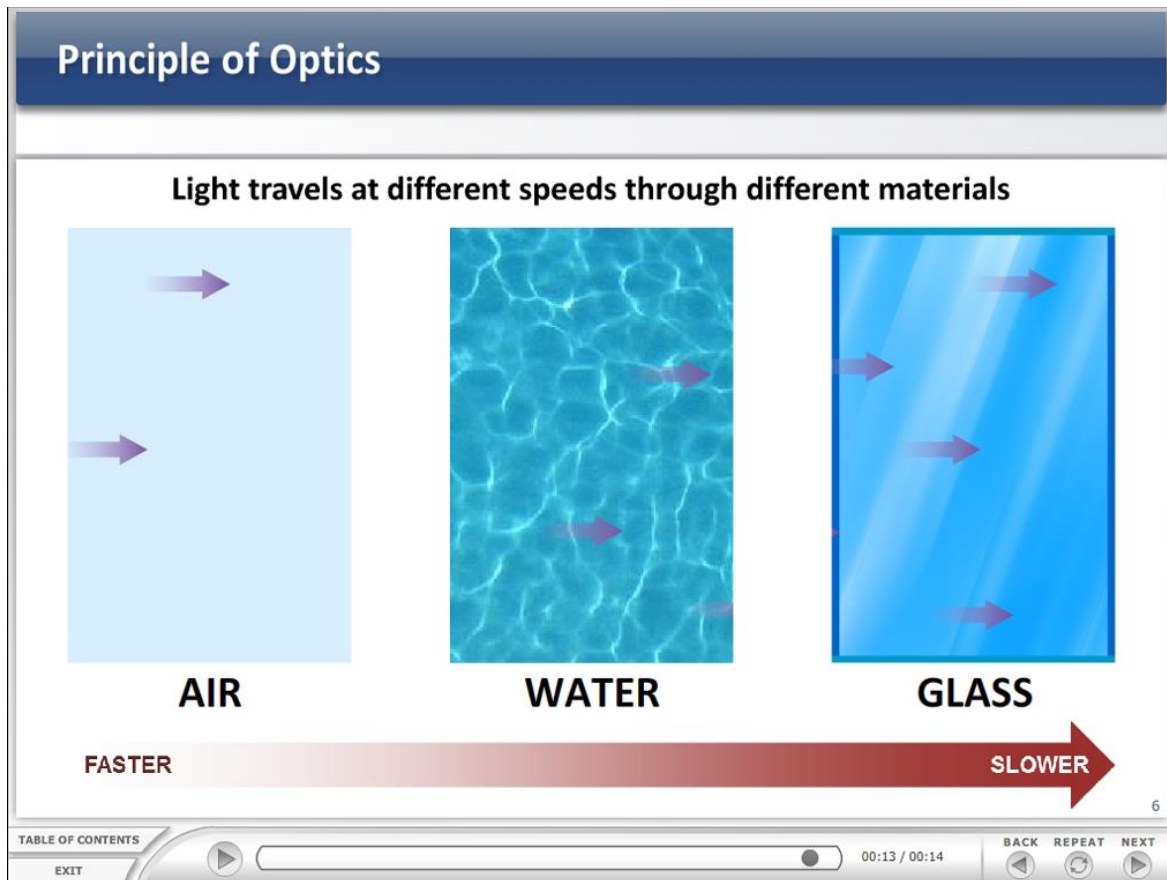 Principle of Optics
Light travels at different speeds through different materials
AIR
WATER
GLASS
FASTER
SLOWER
6
TABLE OF CONTENTS
EXIT
00:13 / 00:14
BACK
REPEAT
NEXT